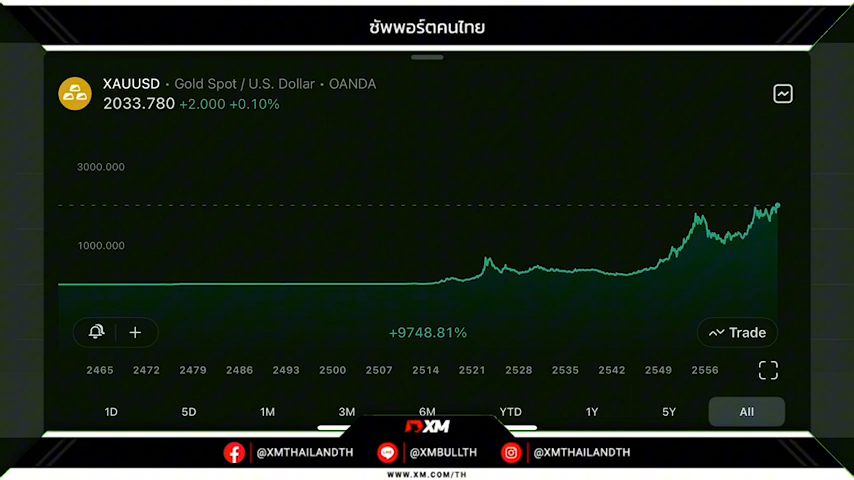 ซัพพอร์ตคนไทย
XAUUSD • Gold Spot / U.S. Dollar • OANDA
2033.780 +2.000 +0.10%
3000.000
1000.000
+9748.81%
Trade
2465 2472 2479 2486 2493 2500 2507 2514 2521 2528 2535 2542 2549 2556
1D 5D 1M 3M 6M YTD 1Y 5Y All
XM
@XMTHAILANDTH @XMBULLTH @XMTHAILANDTH
WWW.XM.COM/TH